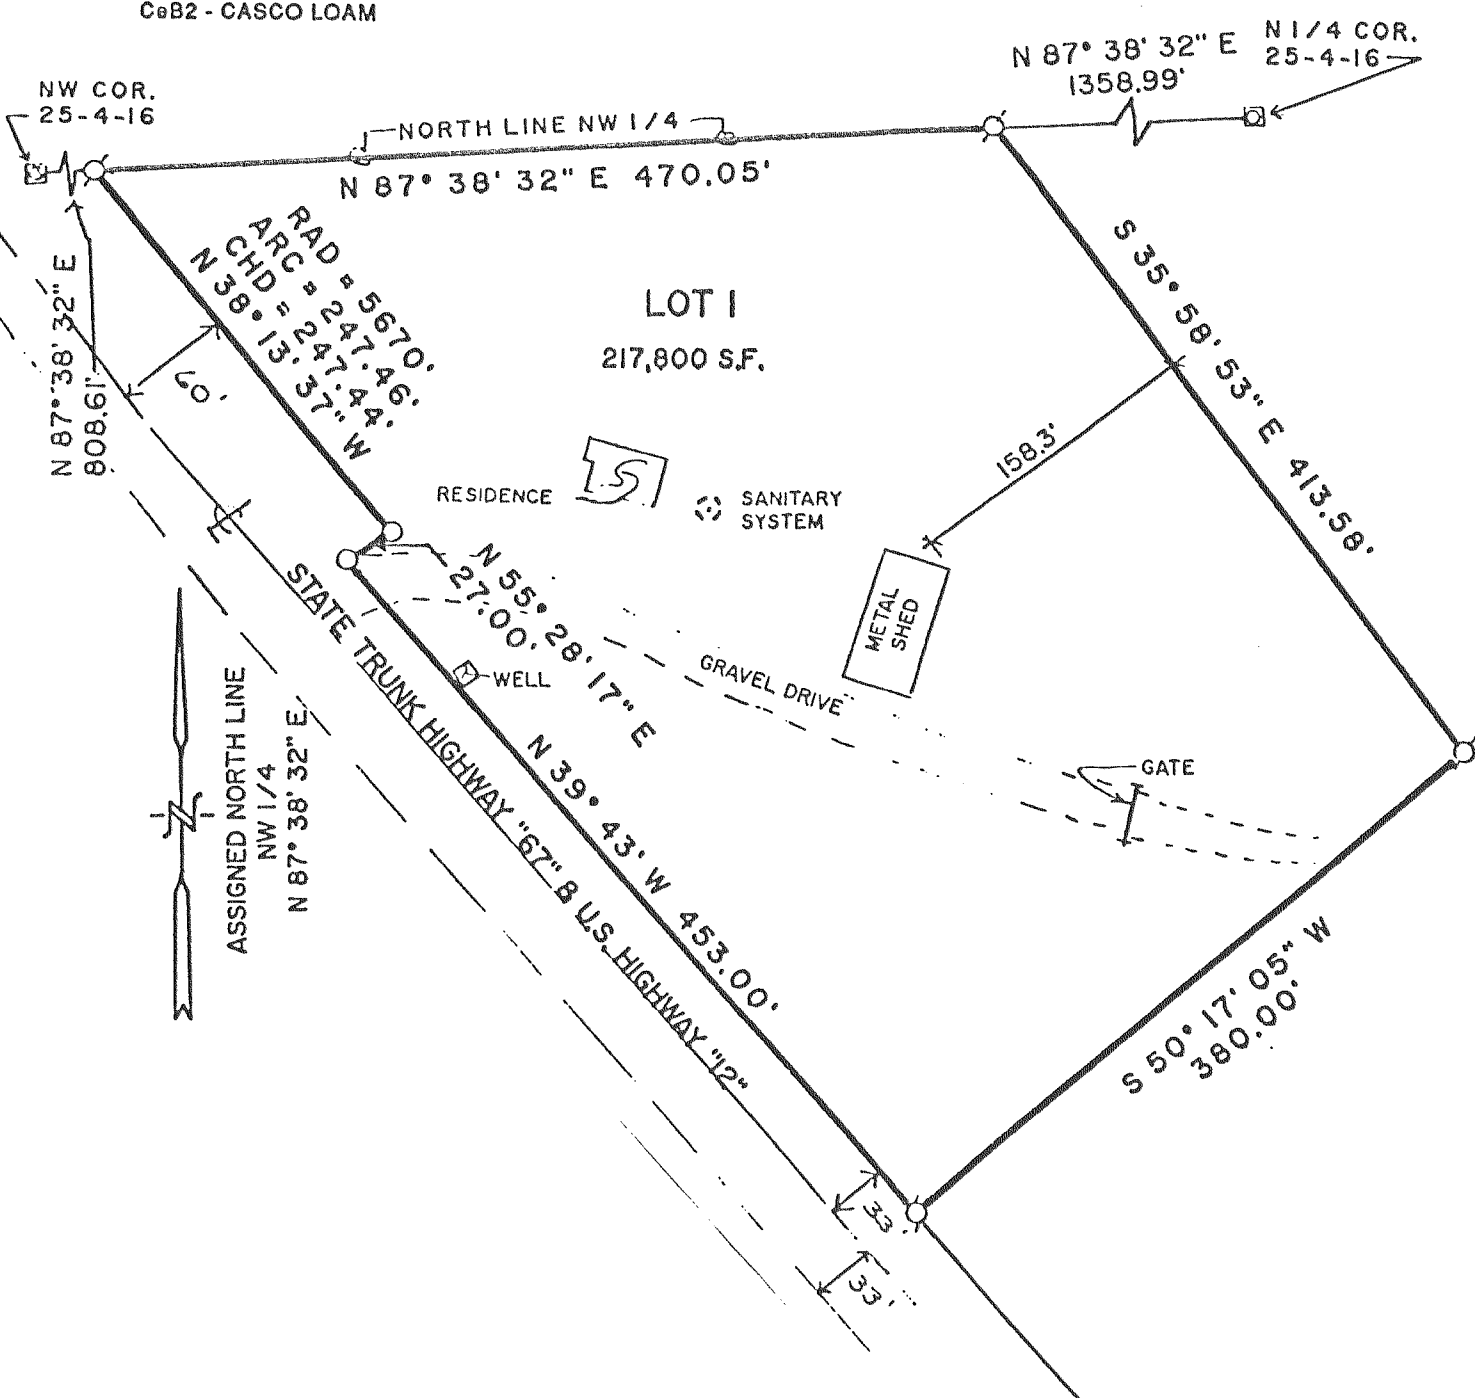 CeB2 - CASCO LOAM
NW COR.
25-4-16
N 87° 38' 32" E
1358.99'
N 1/4 COR.
25-4-16
NORTH LINE NW 1/4
N 87° 38' 32" E 470.05'
RAD = 5670'
ARC = 247.46'
CHD = 247.44'
N 38° 13' 37" W
N 87° 38' 32" E
808.61'
60'
LOT 1
217,800 S.F.
S 35° 58' 53" E 413.58'
158.3'
RESIDENCE
SANITARY
SYSTEM
METAL
SHED
N 55° 28' 17" E
27.00'
WELL
GRAVEL DRIVE
GATE
STATE TRUNK HIGHWAY "67" & U.S. HIGHWAY "12"
N 39° 43' W 453.00'
S 50° 17' 05" W
380.00'
N
ASSIGNED NORTH LINE
NW 1/4
N 87° 38' 32" E
33'
33'